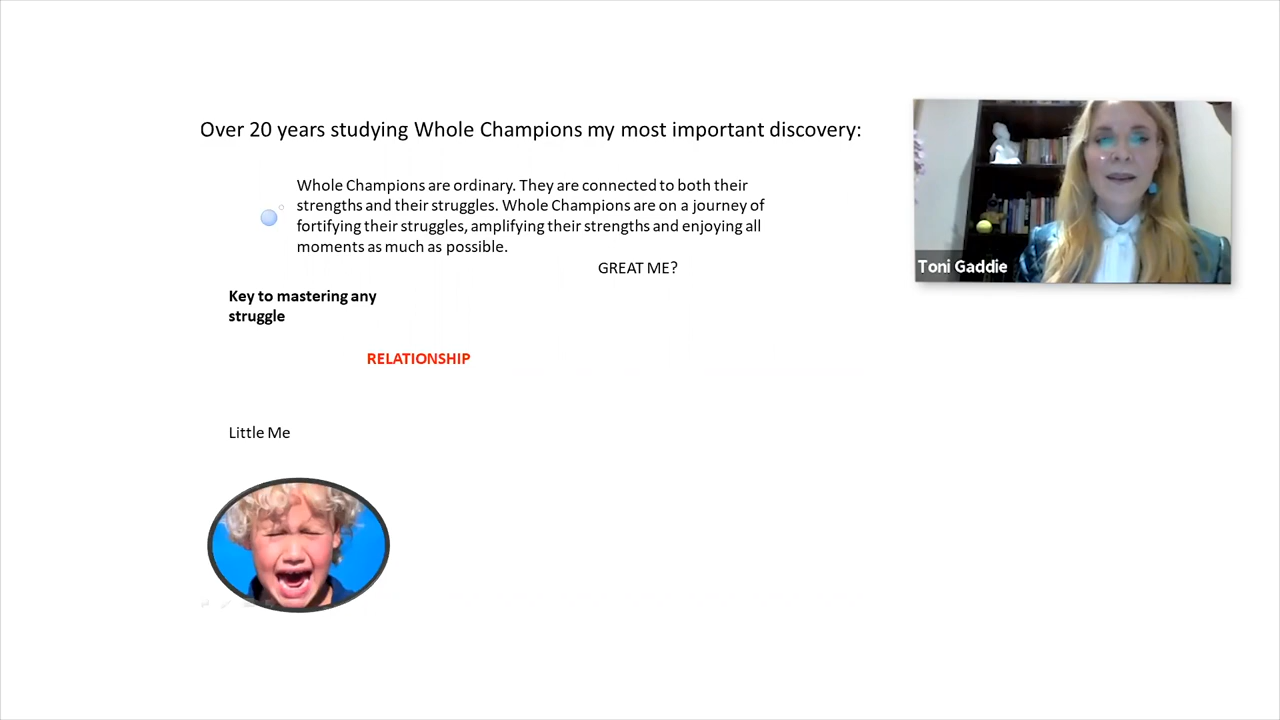 Over 20 years studying Whole Champions my most important discovery:
Whole Champions are ordinary. They are connected to both their
strengths and their struggles. Whole Champions are on a journey of
fortifying their struggles, amplifying their strengths and enjoying all
moments as much as possible.
GREAT ME?
Key to mastering any
struggle
RELATIONSHIP
Little Me
Toni Gaddie